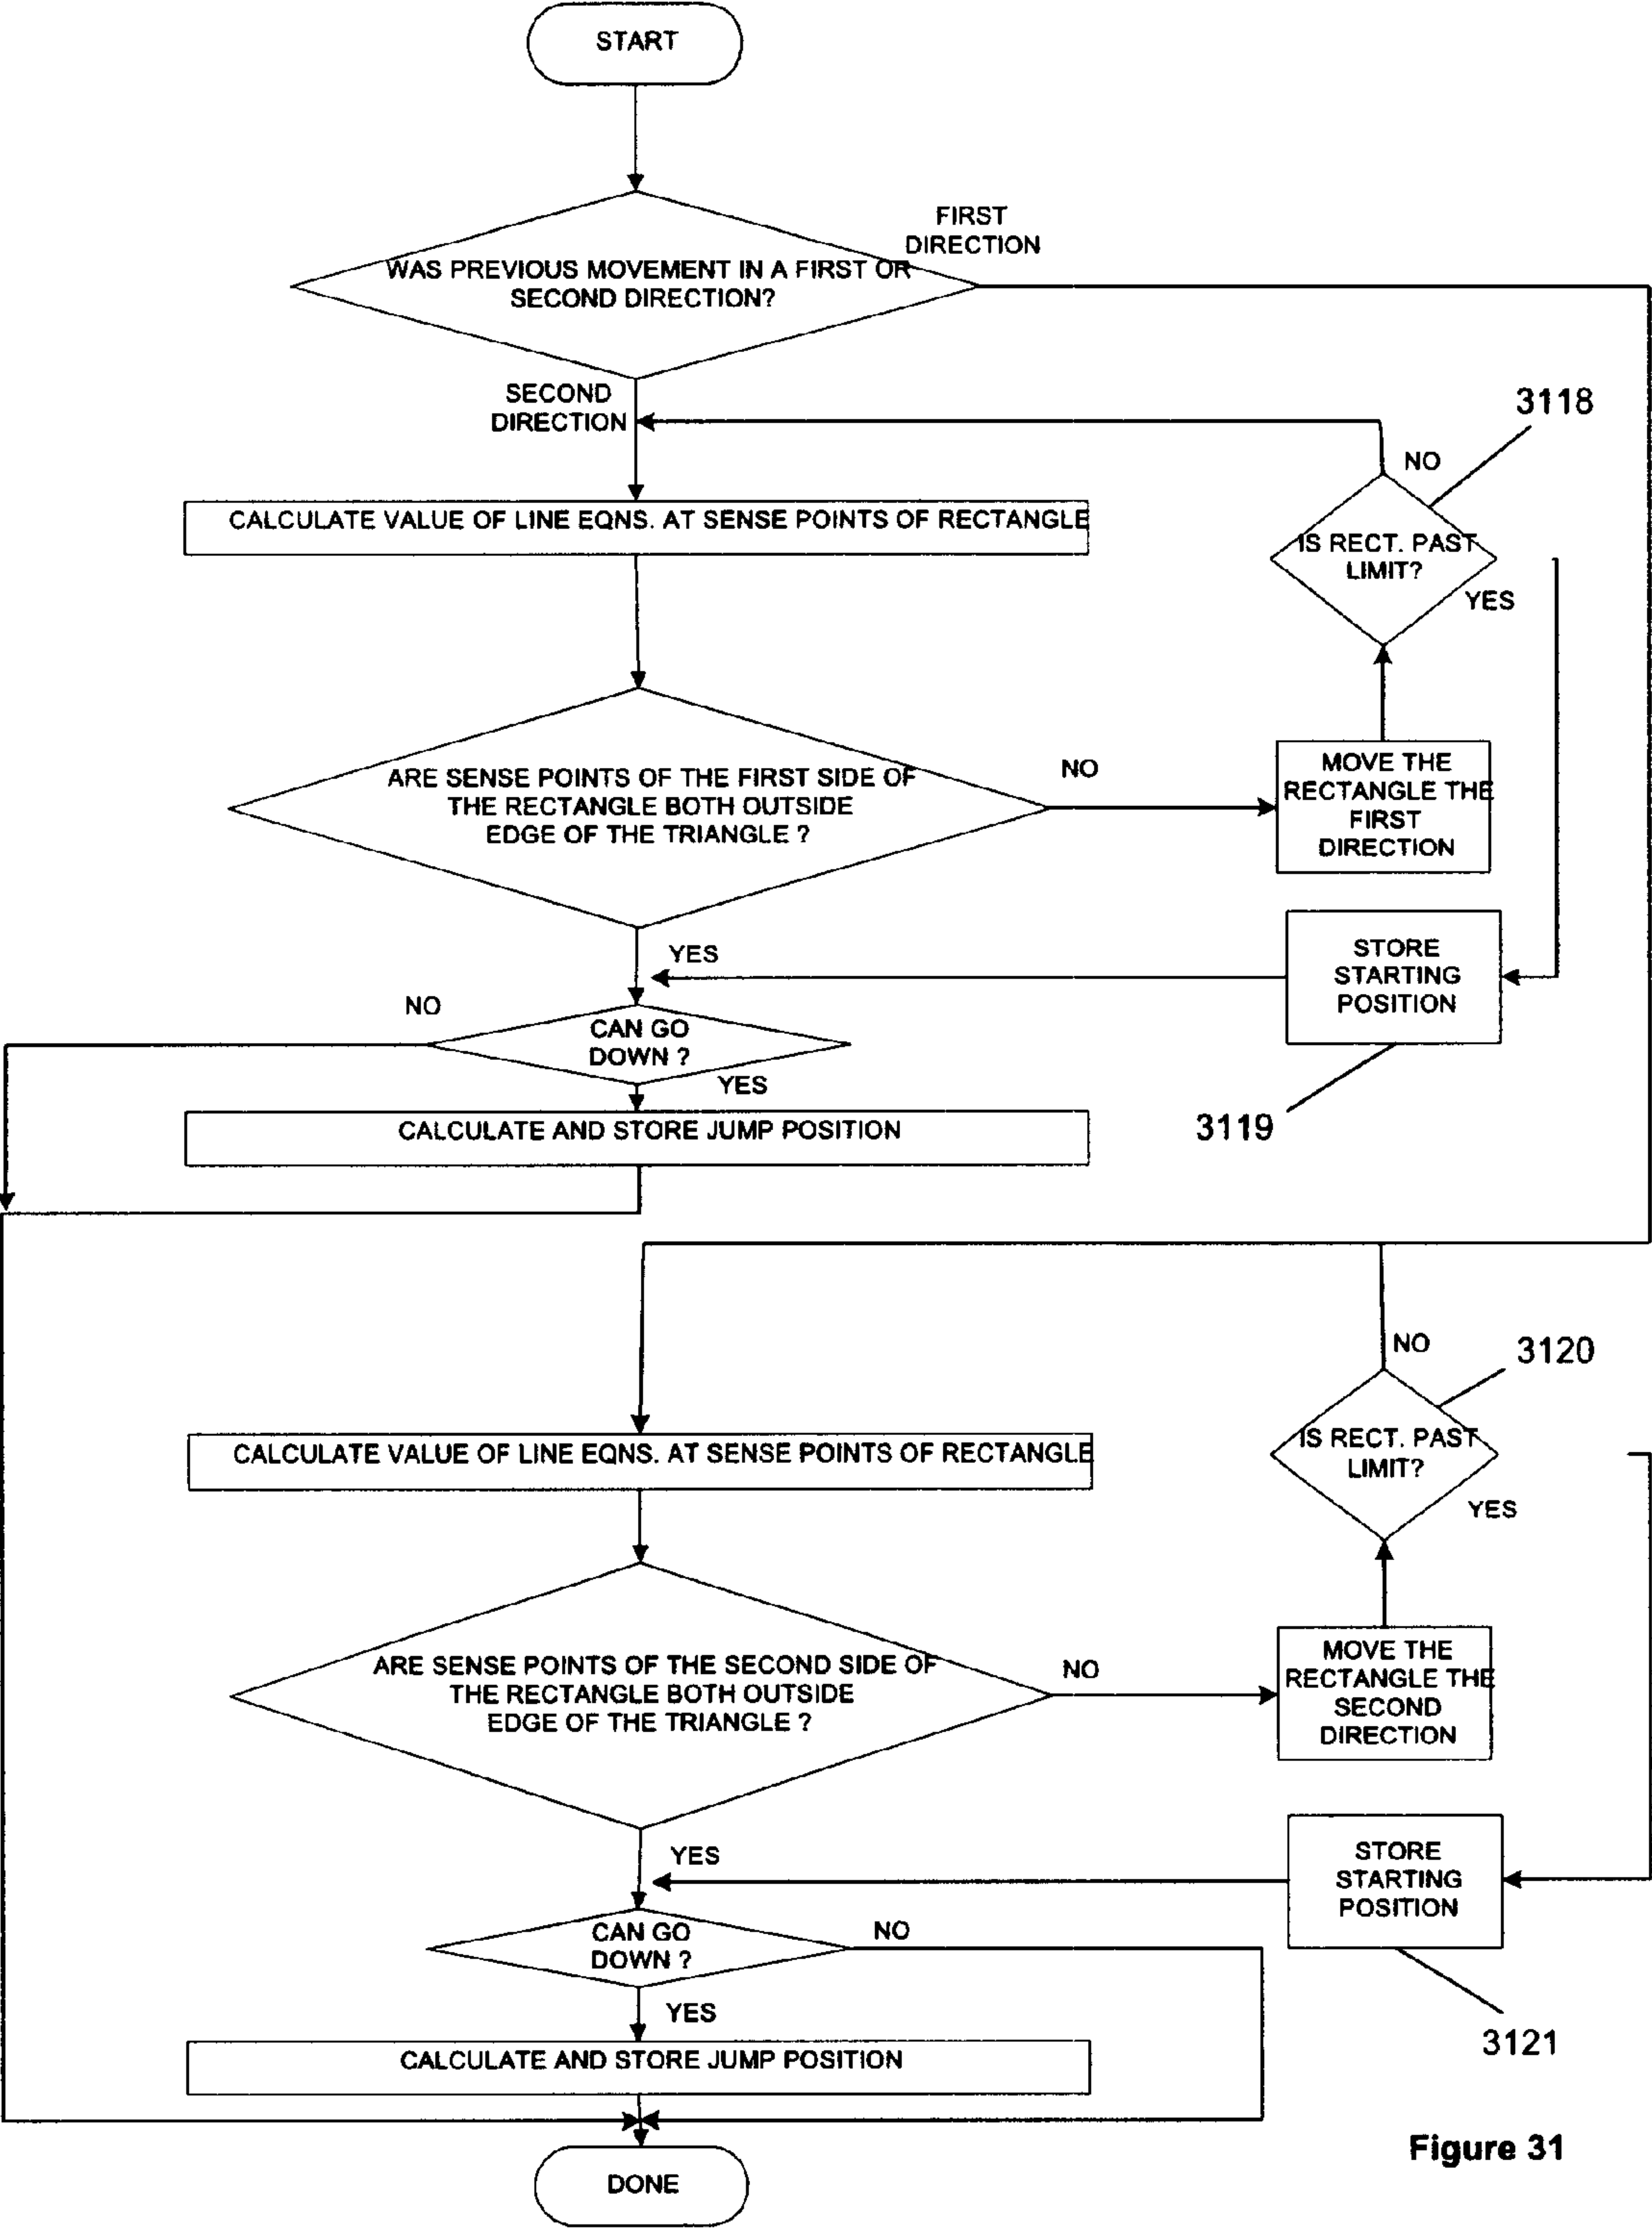 START
FIRST
DIRECTION
WAS PREVIOUS MOVEMENT IN A FIRST OR
SECOND DIRECTION?
SECOND
DIRECTION
3118
NO
CALCULATE VALUE OF LINE EQNS. AT SENSE POINTS OF RECTANGLE
IS RECT. PAST
LIMIT?
YES
ARE SENSE POINTS OF THE FIRST SIDE OF
THE RECTANGLE BOTH OUTSIDE
EDGE OF THE TRIANGLE ?
NO
MOVE THE
RECTANGLE THE
FIRST
DIRECTION
YES
STORE
STARTING
POSITION
NO
CAN GO
DOWN ?
YES
3119
CALCULATE AND STORE JUMP POSITION
NO
3120
CALCULATE VALUE OF LINE EQNS. AT SENSE POINTS OF RECTANGLE
IS RECT. PAST
LIMIT?
YES
ARE SENSE POINTS OF THE SECOND SIDE OF
THE RECTANGLE BOTH OUTSIDE
EDGE OF THE TRIANGLE ?
NO
MOVE THE
RECTANGLE THE
SECOND
DIRECTION
YES
STORE
STARTING
POSITION
CAN GO
DOWN ?
NO
YES
3121
CALCULATE AND STORE JUMP POSITION
Figure 31
DONE